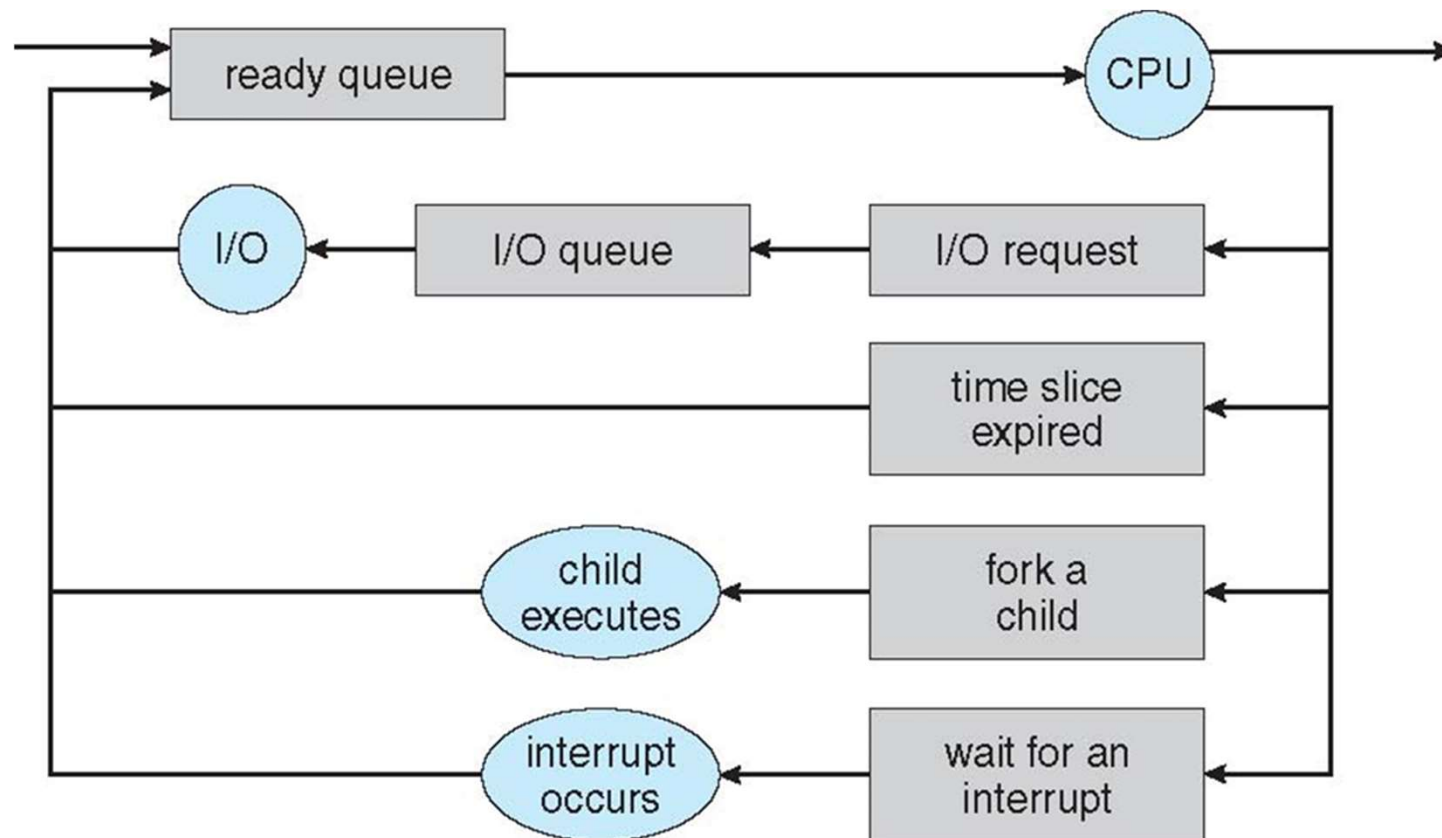 ready queue
CPU
I/O
I/O queue
I/O request
time slice
expired
child
executes
fork a
child
interrupt
occurs
wait for an
interrupt